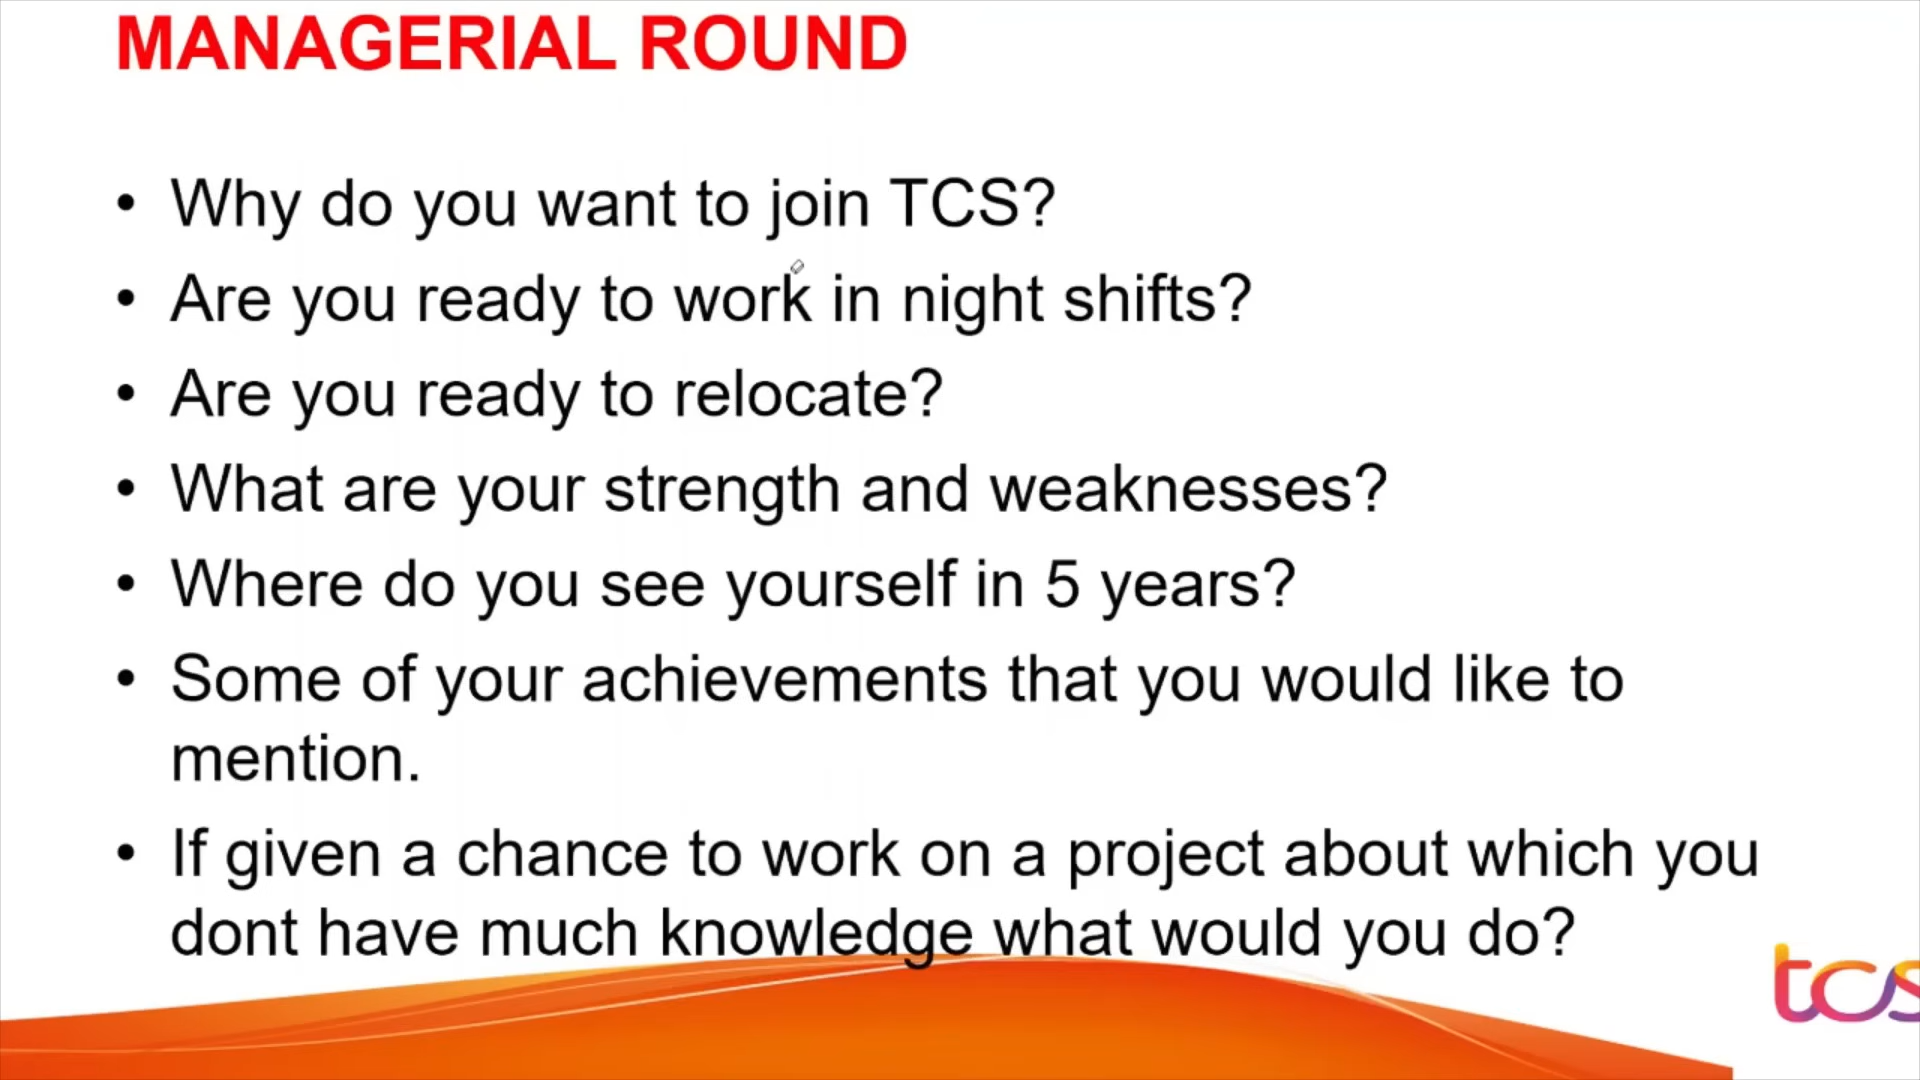 MANAGERIAL ROUND
• Why do you want to join TCS?
• Are you ready to work in night shifts?
• Are you ready to relocate?
• What are your strength and weaknesses?
• Where do you see yourself in 5 years?
• Some of your achievements that you would like to
mention.
• If given a chance to work on a project about which you
dont have much knowledge what would you do?
tcs